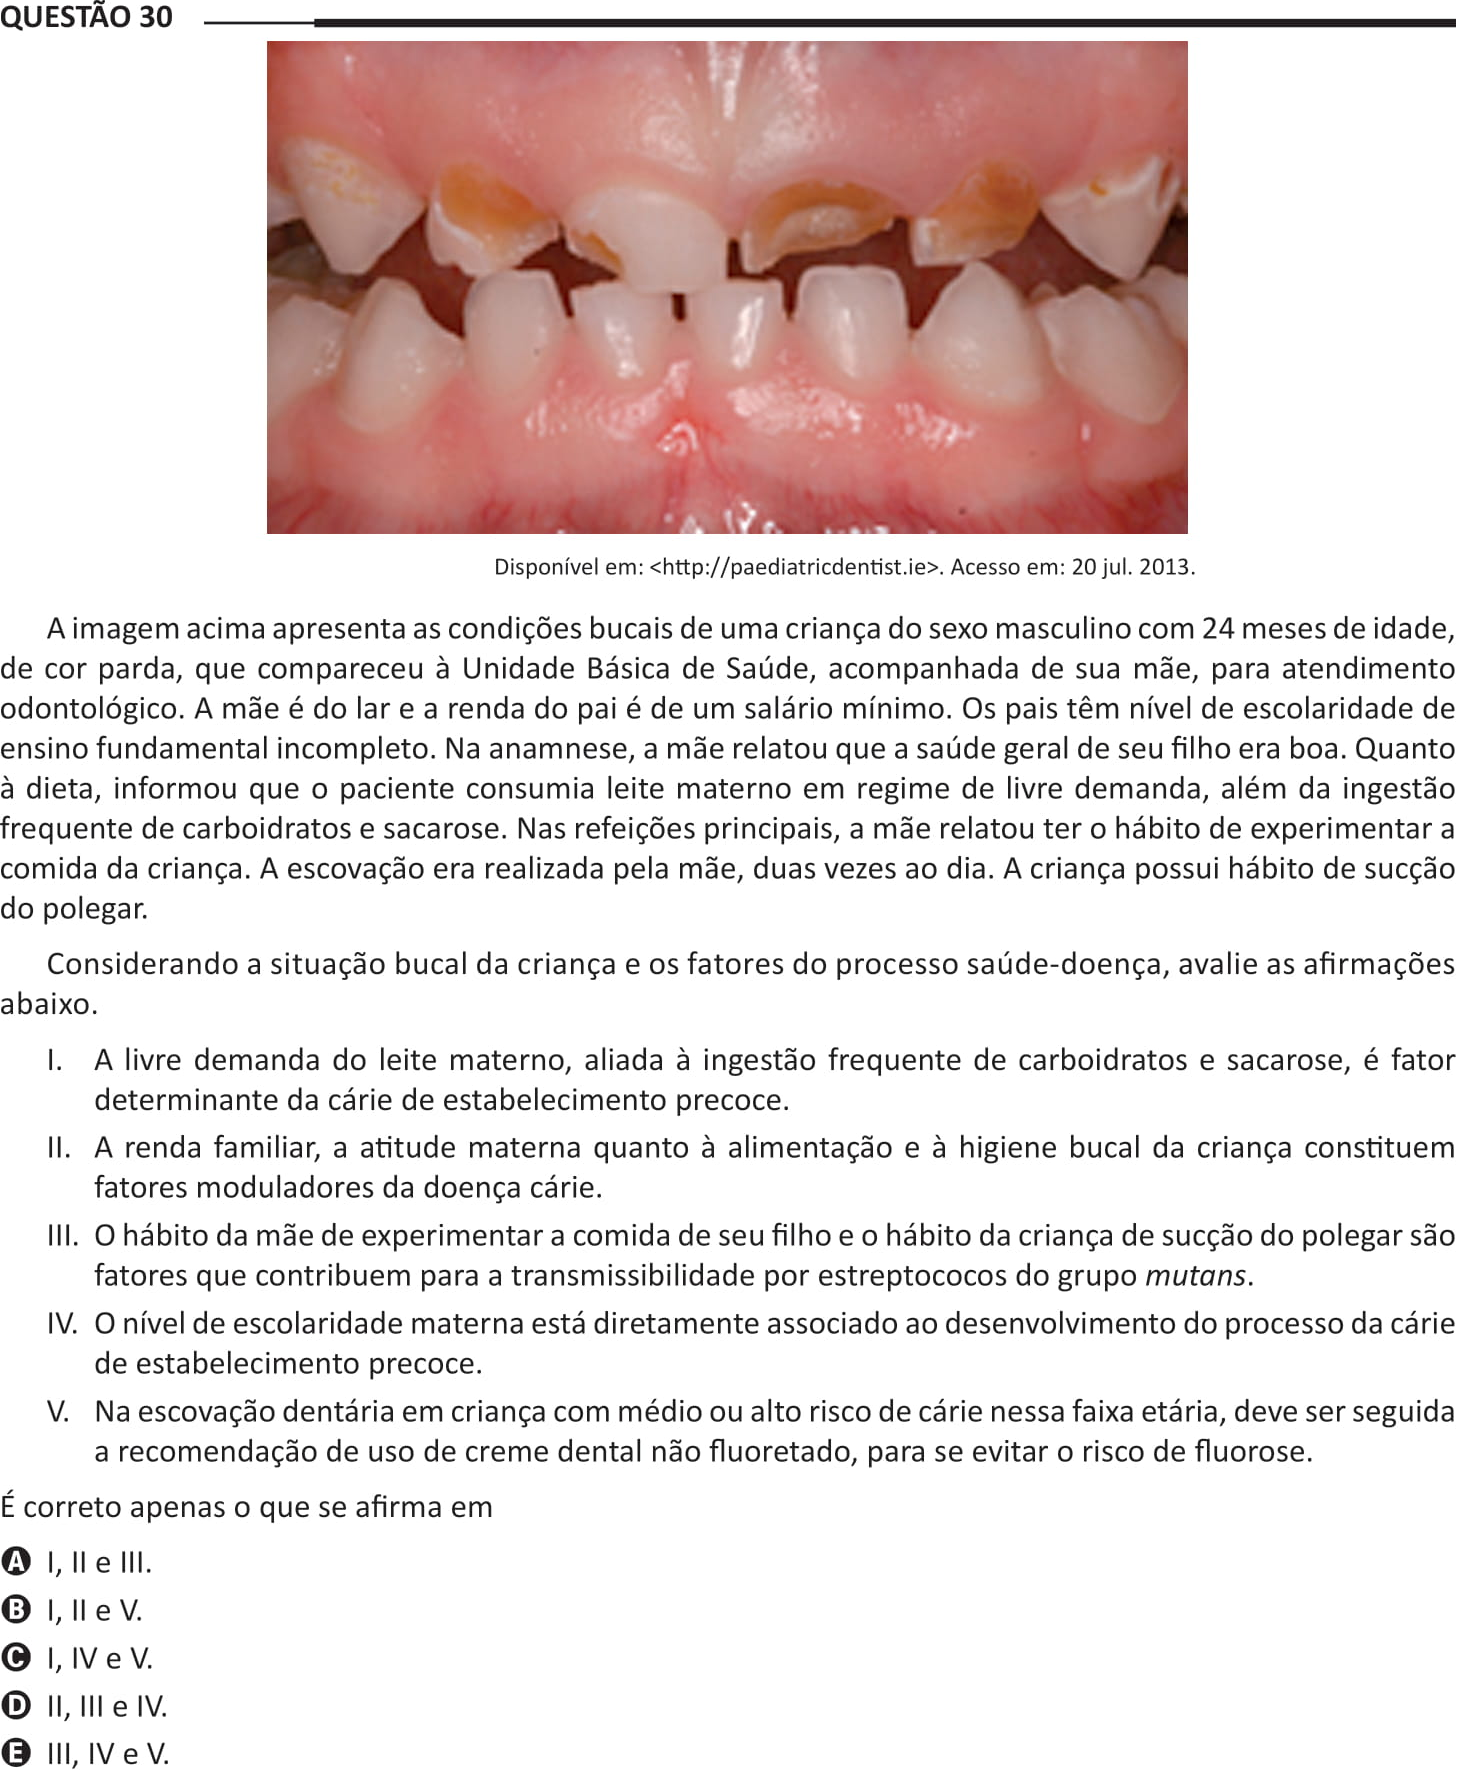 QUESTÃO 30
Disponível em: <http://paediatricdentist.ie>. Acesso em: 20 jul. 2013.
A imagem acima apresenta as condições bucais de uma criança do sexo masculino com 24 meses de idade,
de cor parda, que compareceu à Unidade Básica de Saúde, acompanhada de sua mãe, para atendimento
odontológico. A mãe é do lar e a renda do pai é de um salário mínimo. Os pais têm nível de escolaridade de
ensino fundamental incompleto. Na anamnese, a mãe relatou que a saúde geral de seu filho era boa. Quanto
à dieta, informou que o paciente consumia leite materno em regime de livre demanda, além da ingestão
frequente de carboidratos e sacarose. Nas refeições principais, a mãe relatou ter o hábito de experimentar a
comida da criança. A escovação era realizada pela mãe, duas vezes ao dia. A criança possui hábito de sucção
do polegar.
Considerando a situação bucal da criança e os fatores do processo saúde-doença, avalie as afirmações
abaixo.
I. A livre demanda do leite materno, aliada à ingestão frequente de carboidratos e sacarose, é fator
determinante da cárie de estabelecimento precoce.
II. A renda familiar, a atitude materna quanto à alimentação e à higiene bucal da criança constituem
fatores moduladores da doença cárie.
III. O hábito da mãe de experimentar a comida de seu filho e o hábito da criança de sucção do polegar são
fatores que contribuem para a transmissibilidade por estreptococos do grupo mutans.
IV. O nível de escolaridade materna está diretamente associado ao desenvolvimento do processo da cárie
de estabelecimento precoce.
V. Na escovação dentária em criança com médio ou alto risco de cárie nessa faixa etária, deve ser seguida
a recomendação de uso de creme dental não fluoretado, para se evitar o risco de fluorose.
É correto apenas o que se afirma em
A I, II e III.
B I, II e V.
C I, IV e V.
D II, III e IV.
E III, IV e V.